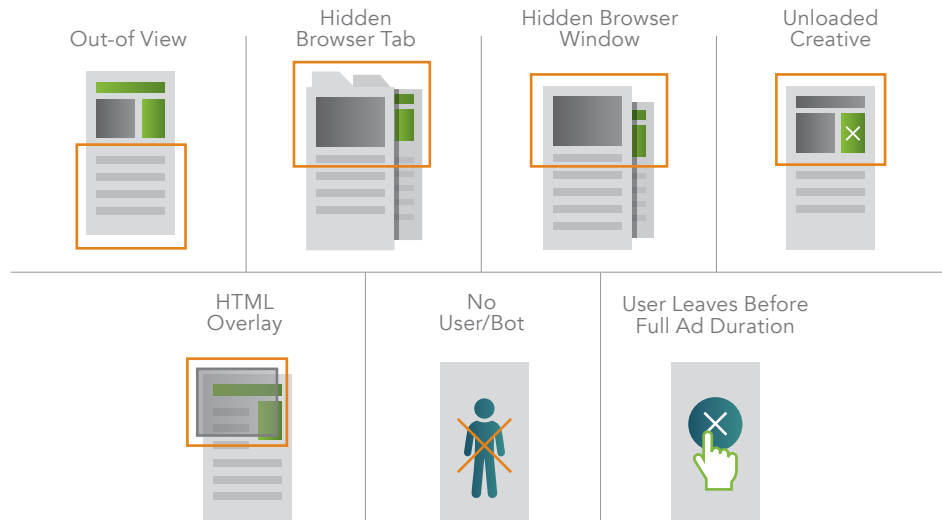 Out-of View
Hidden
Browser Tab
Hidden Browser
Window
Unloaded
Creative
HTML
Overlay
No
User/Bot
User Leaves Before
Full Ad Duration